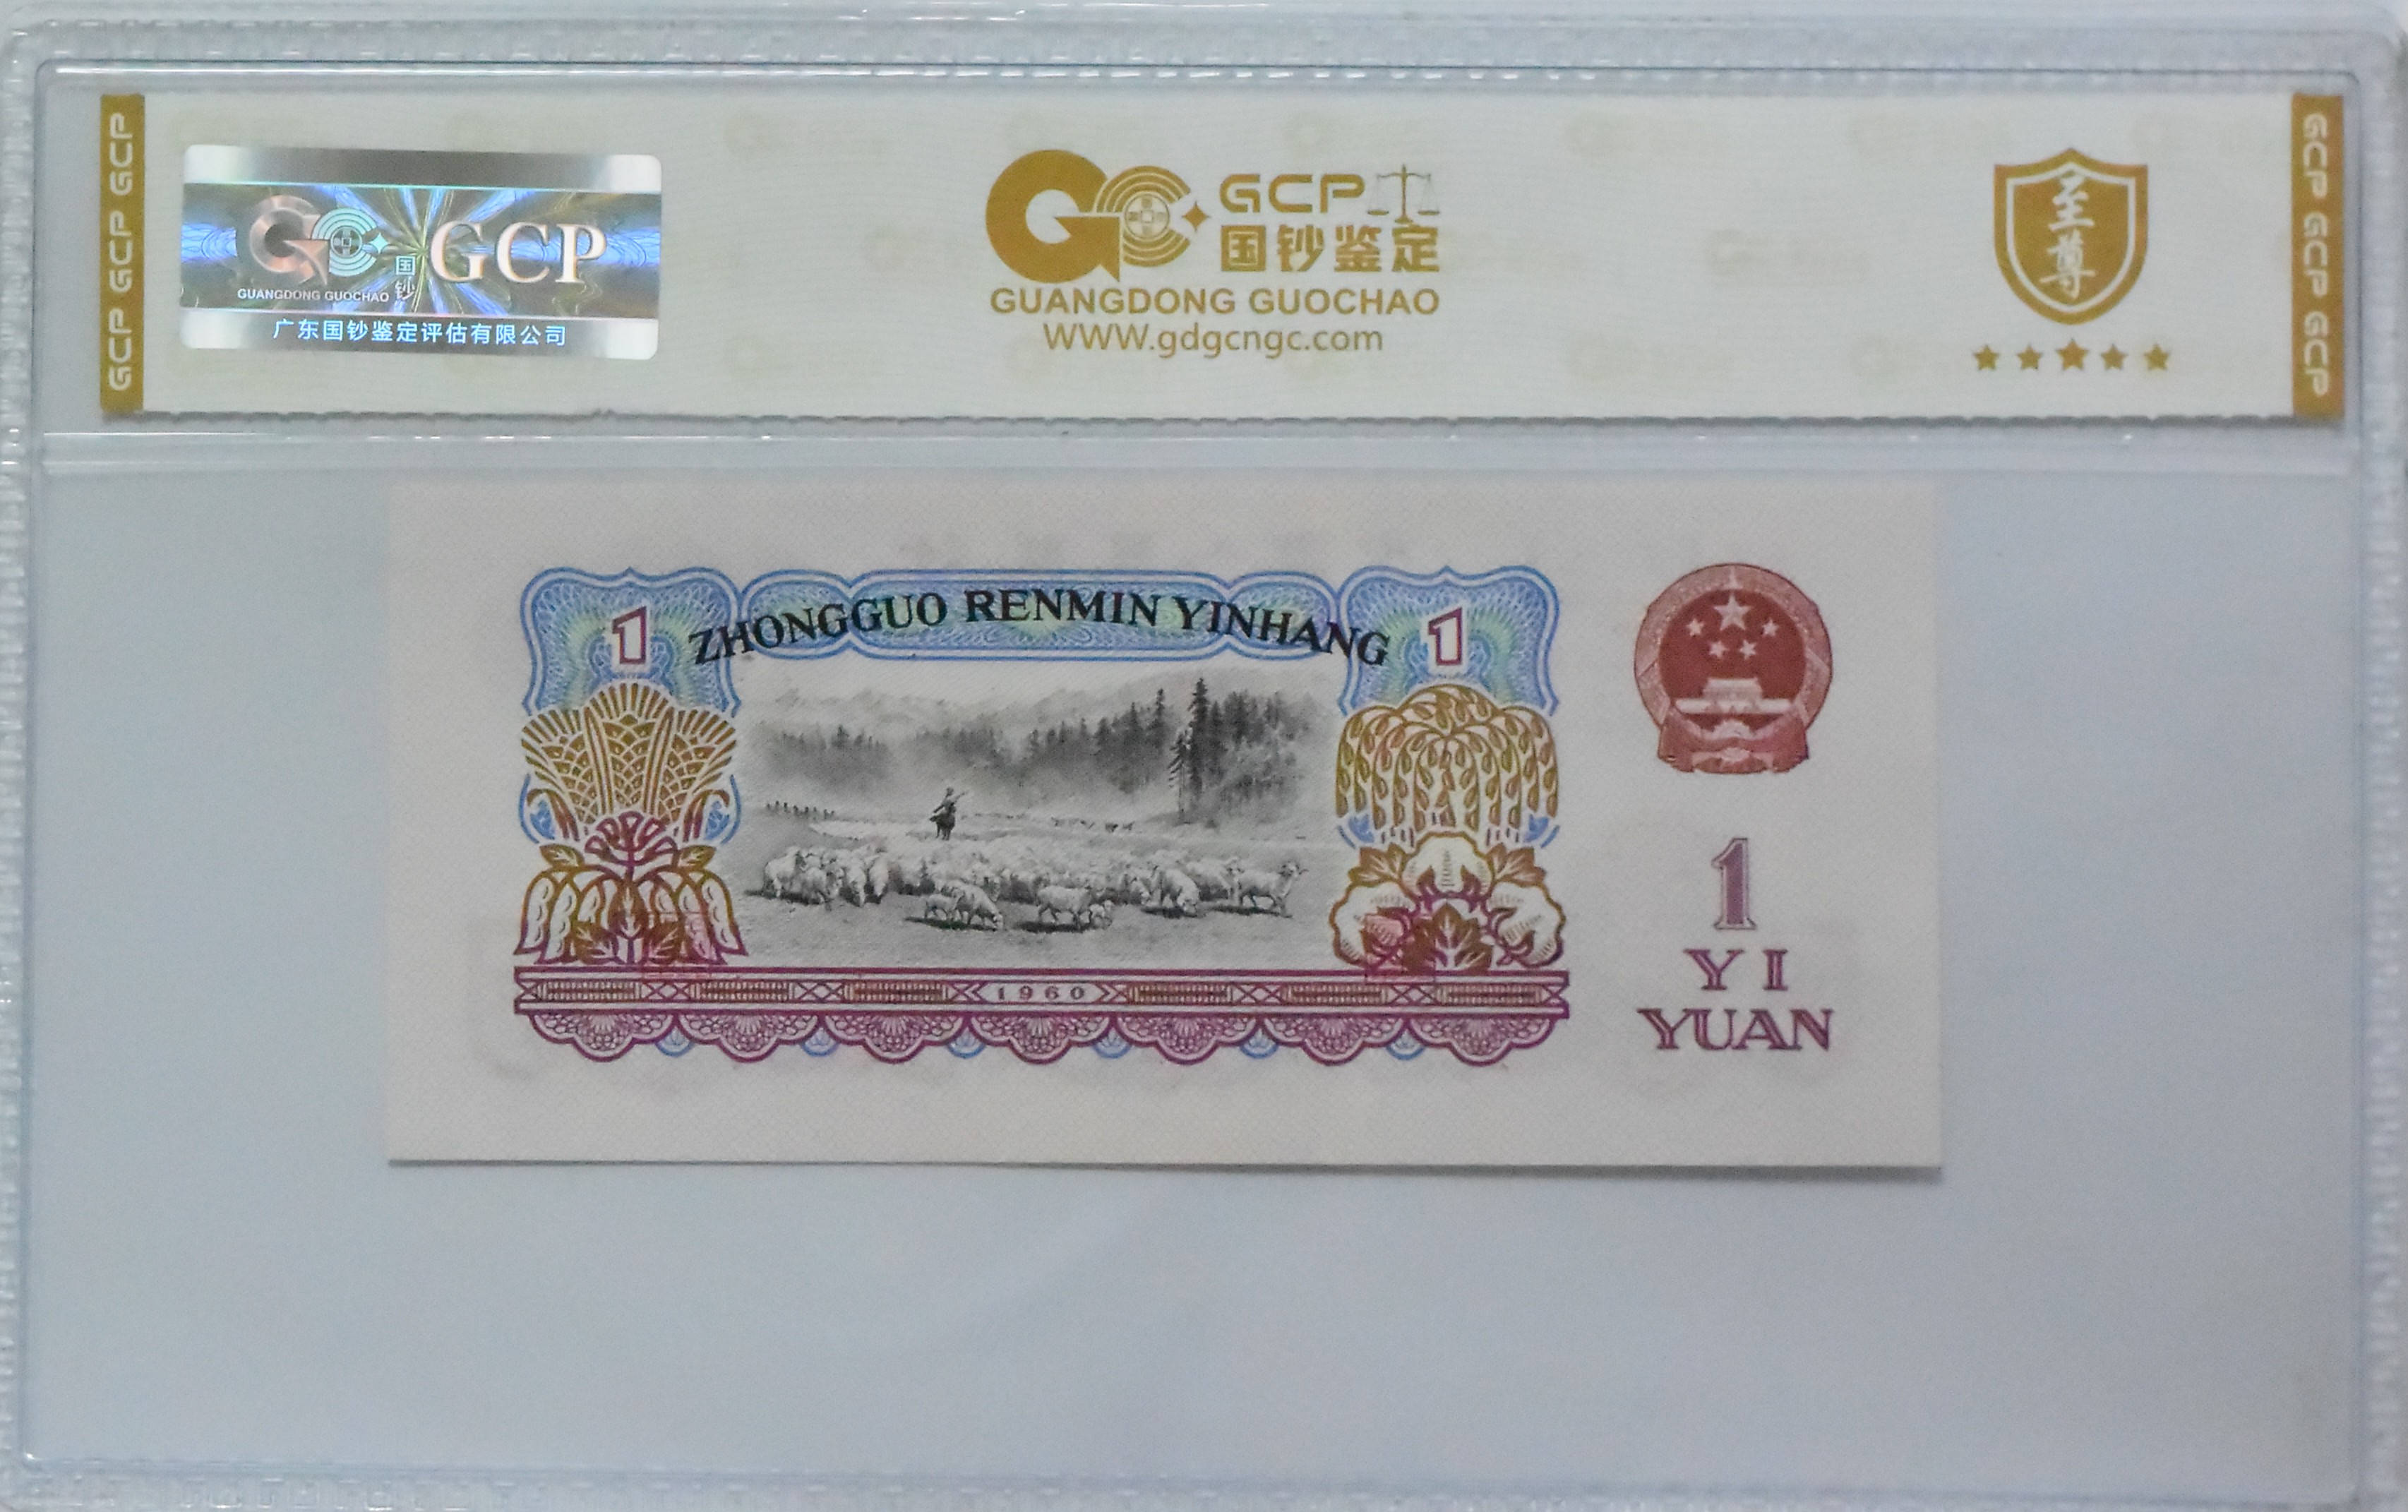 GCP GCP GCP
GCP
国
钞
GUANGDONG GUOCHAO
广东国钞鉴定评估有限公司
GCP
国钞鉴定
GUANGDONG GUOCHAO
WWW.gdgcngc.com
至
尊
GCP GCP GCP
ZHONGGUO RENMIN YINHANG
1
1
1960
1
YI
YUAN